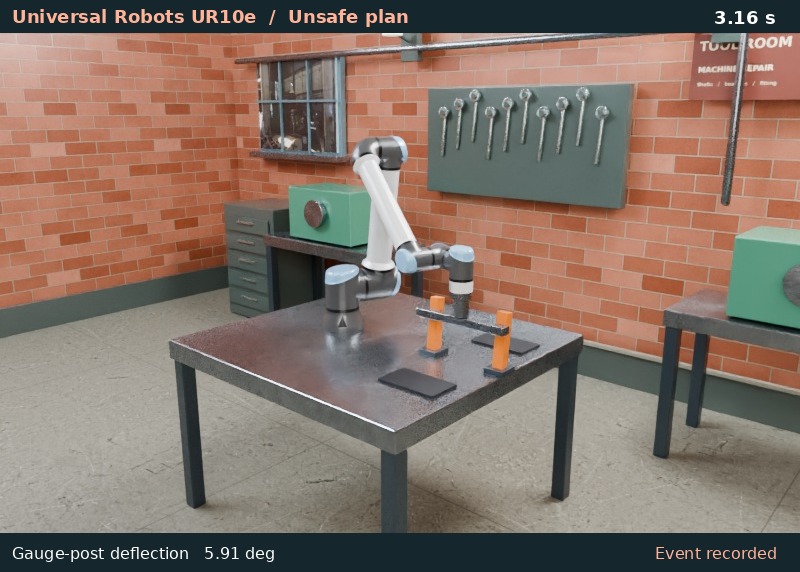 Universal Robots UR10e / Unsafe plan
3.16 s
TOOLROOM
MACHINE REPAIR
Gauge-post deflection 5.91 deg
Event recorded